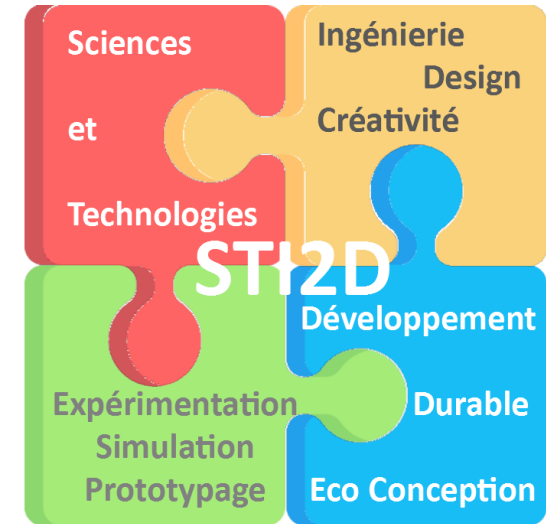 Sciences
et
Technologies
Ingénierie
Design
Créativité
STI2D
Expérimentation
Simulation
Prototypage
Développement
Durable
Eco Conception